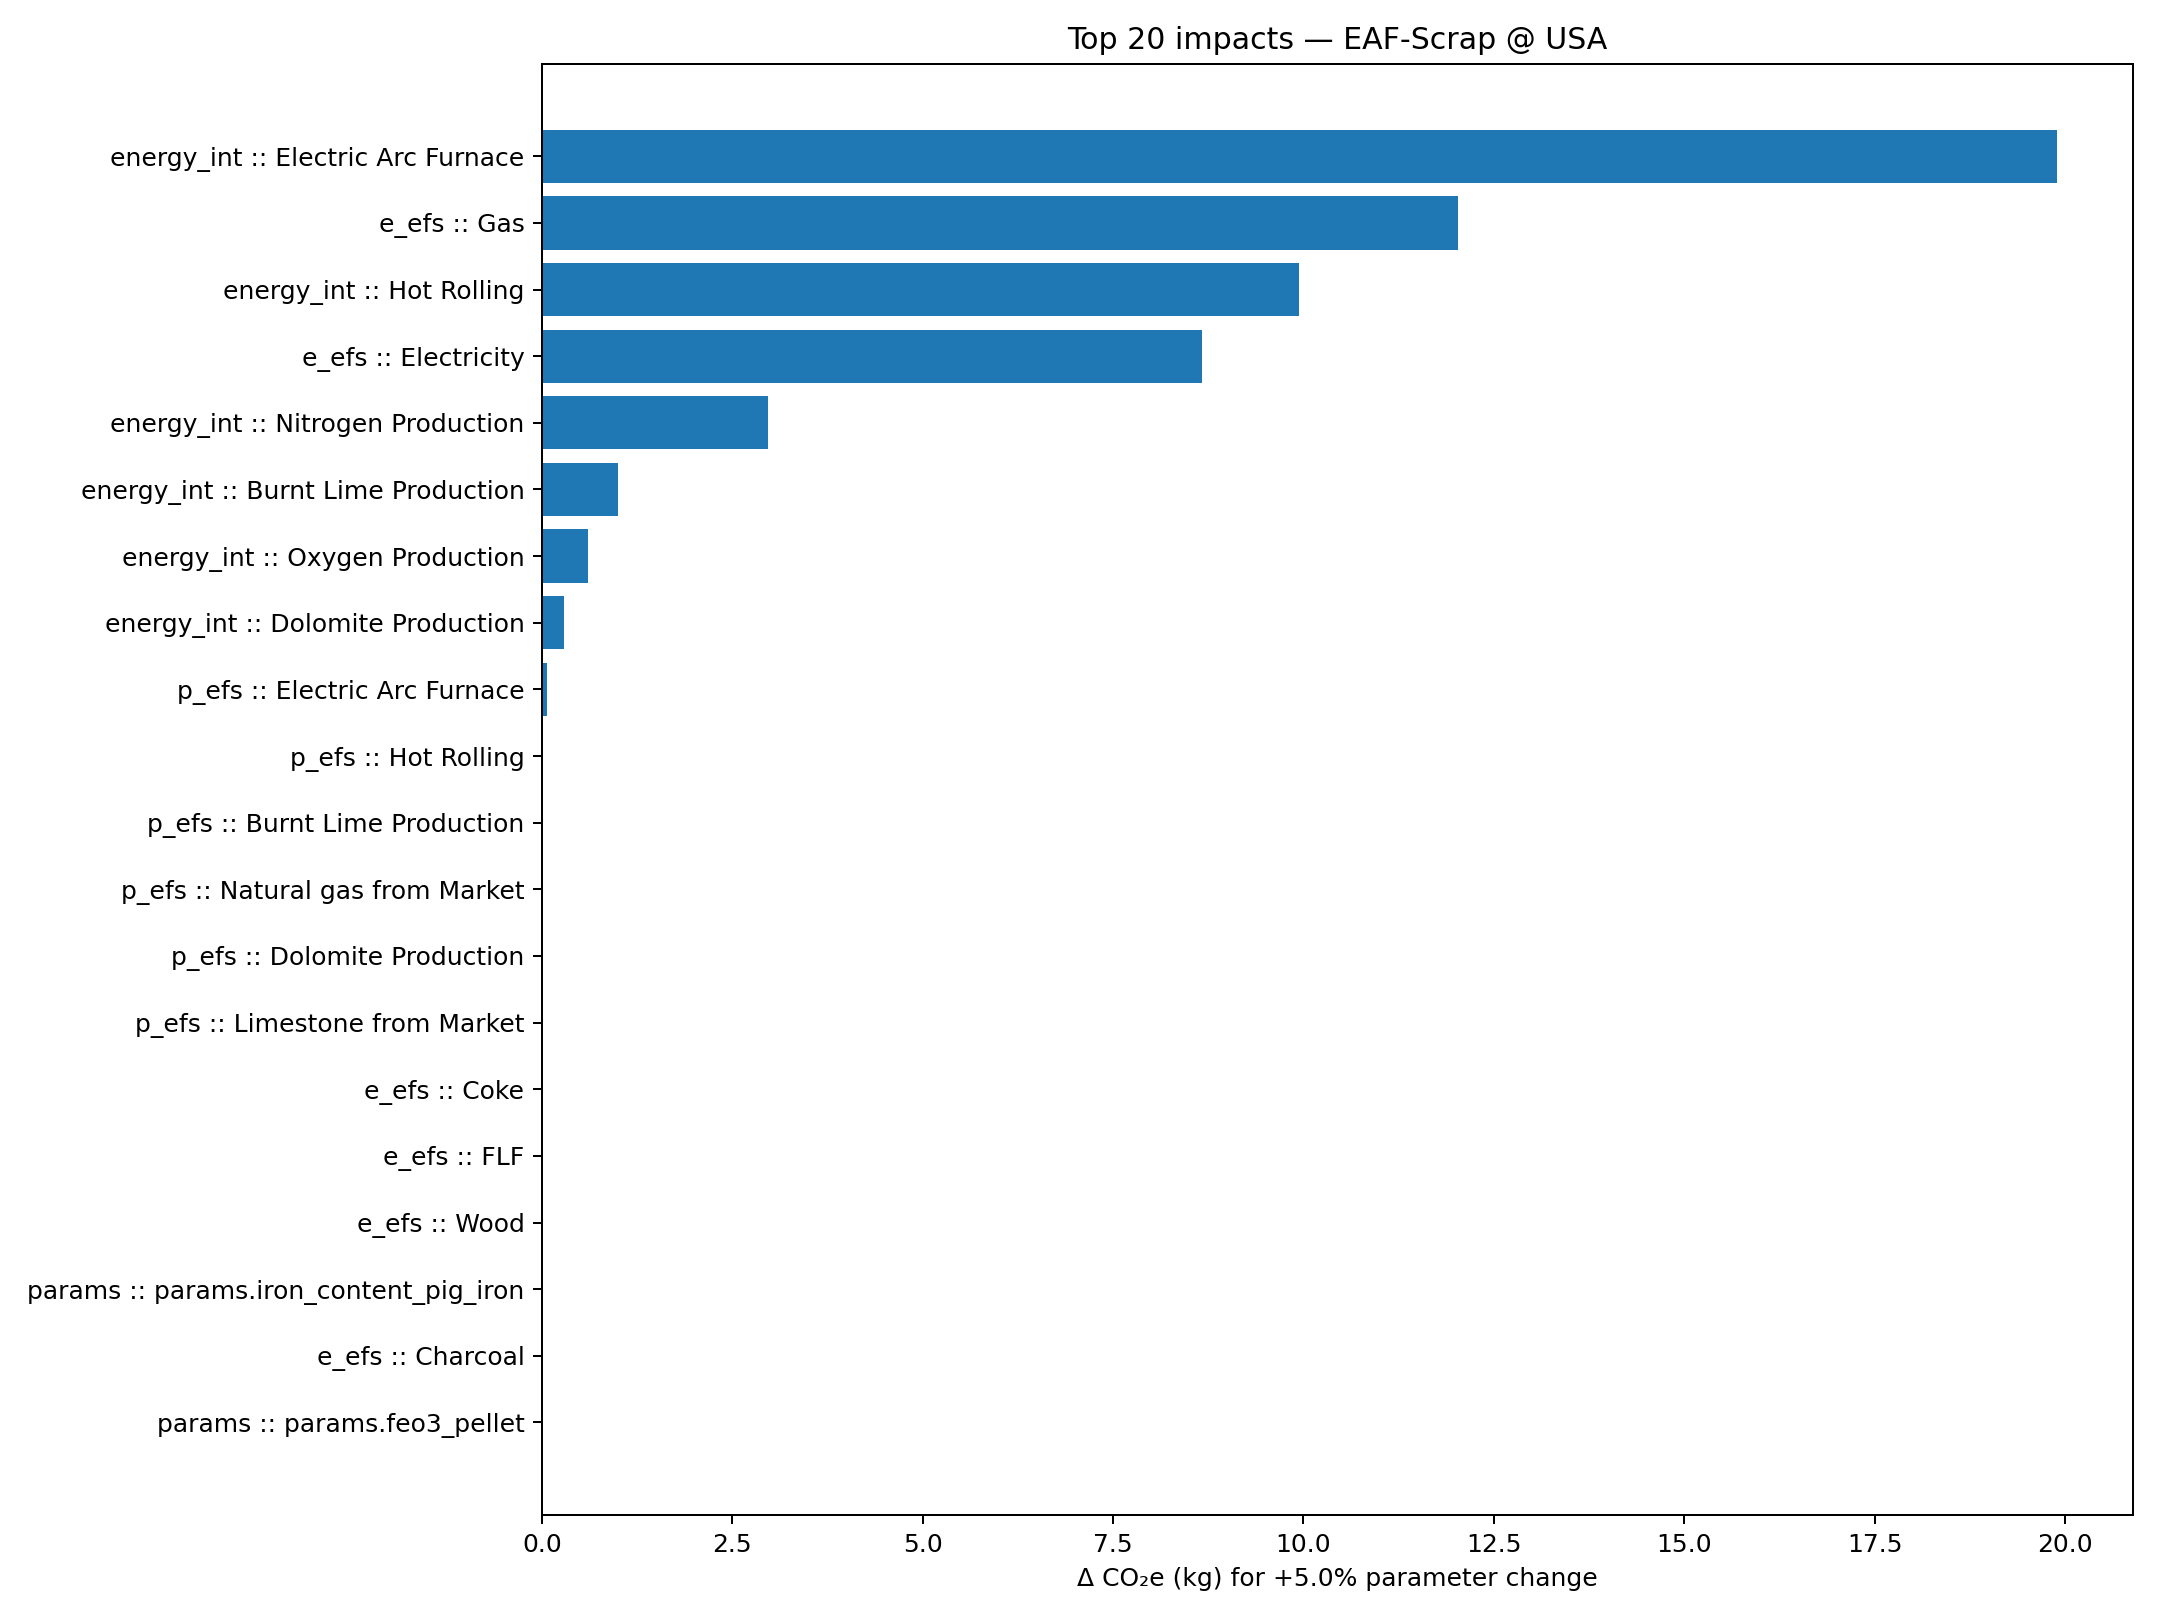 Top 20 impacts — EAF-Scrap @ USA
energy_int :: Electric Arc Furnace
e_efs :: Gas
energy_int :: Hot Rolling
e_efs :: Electricity
energy_int :: Nitrogen Production
energy_int :: Burnt Lime Production
energy_int :: Oxygen Production
energy_int :: Dolomite Production
p_efs :: Electric Arc Furnace
p_efs :: Hot Rolling
p_efs :: Burnt Lime Production
p_efs :: Natural gas from Market
p_efs :: Dolomite Production
p_efs :: Limestone from Market
e_efs :: Coke
e_efs :: FLF
e_efs :: Wood
params :: params.iron_content_pig_iron
e_efs :: Charcoal
params :: params.feo3_pellet
0.0 2.5 5.0 7.5 10.0 12.5 15.0 17.5 20.0
Δ CO₂e (kg) for +5.0% parameter change